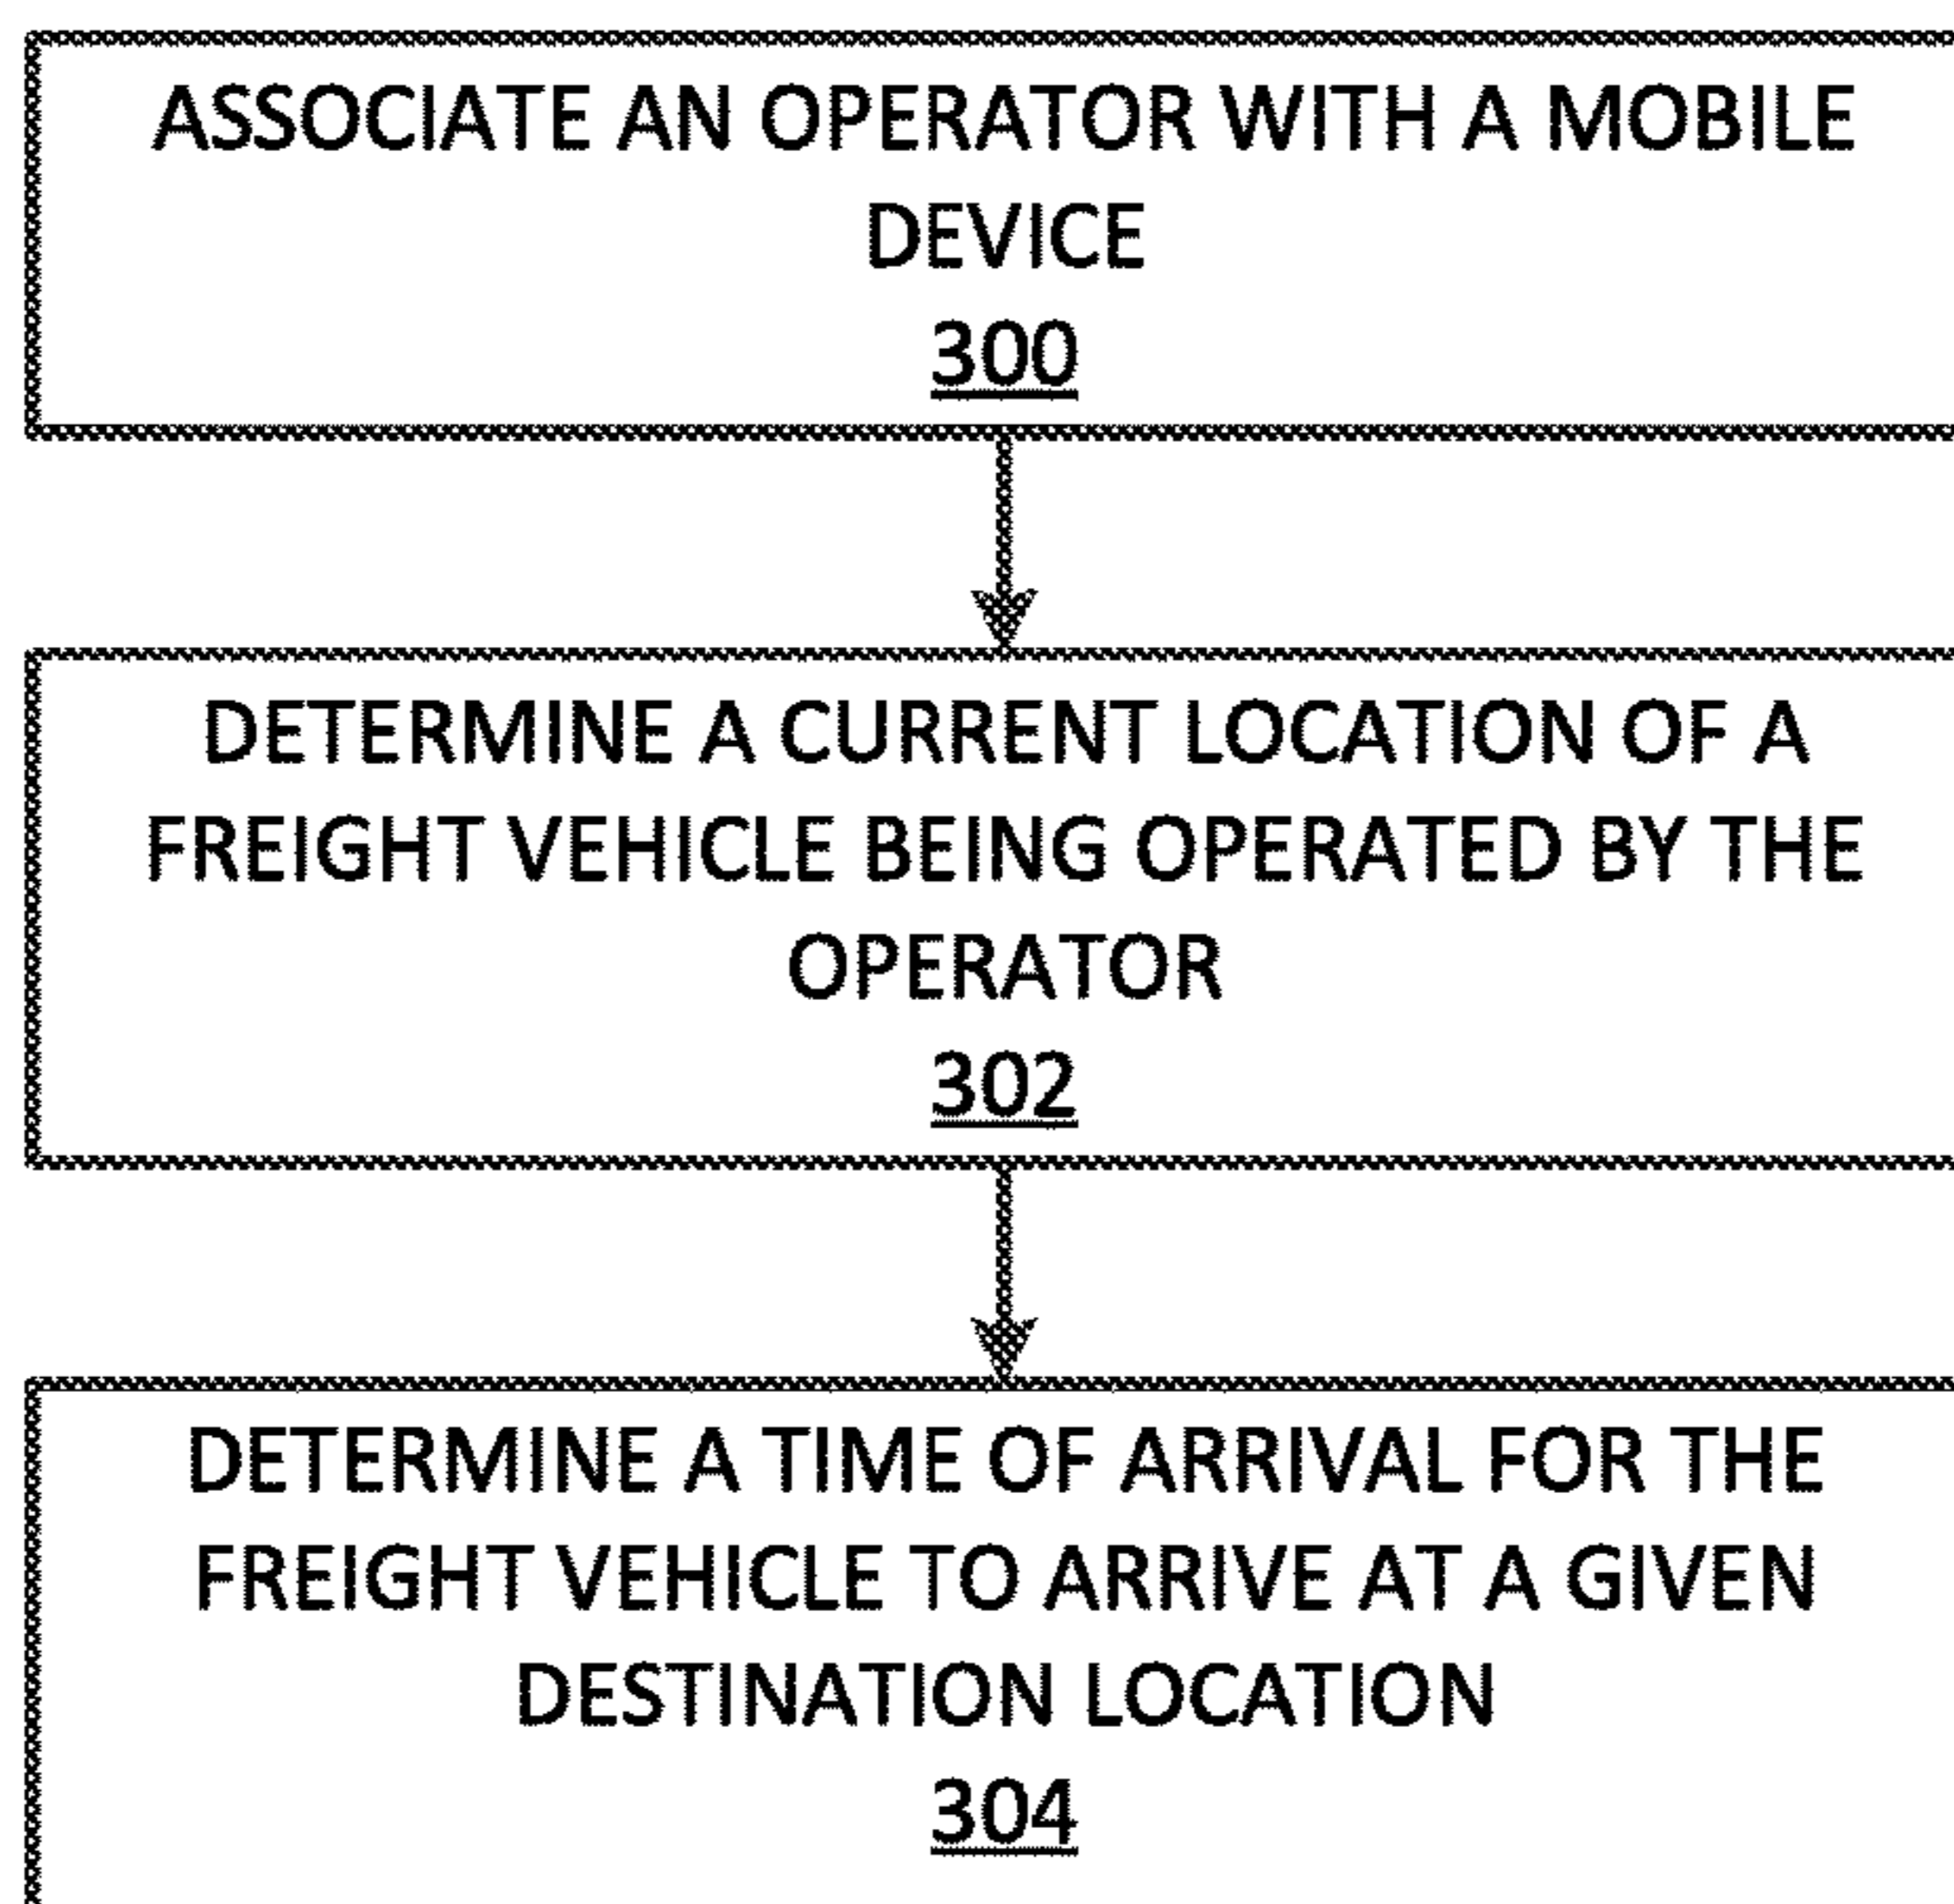 ASSOCIATE AN OPERATOR WITH A MOBILE
DEVICE
300
DETERMINE A CURRENT LOCATION OF A
FREIGHT VEHICLE BEING OPERATED BY THE
OPERATOR
302
DETERMINE A TIME OF ARRIVAL FOR THE
FREIGHT VEHICLE TO ARRIVE AT A GIVEN
DESTINATION LOCATION
304